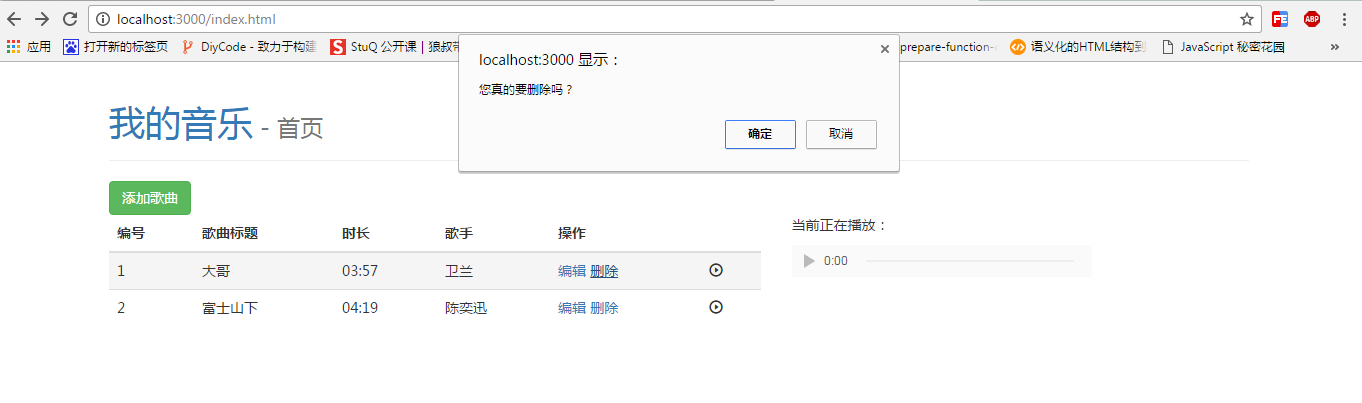 localhost:3000/index.html
应用 打开新的标签页 DiyCode - 致力于构建 StuQ 公开课 | 狼叔带 prepare-function- 语义化的HTML结构到 JavaScript 秘密花园 »
localhost:3000 显示：
您真的要删除吗？
确定 取消
我的音乐 - 首页
添加歌曲
当前正在播放：
编号 歌曲标题 时长 歌手 操作
0:00
1 大哥 03:57 卫兰 编辑 删除
2 富士山下 04:19 陈奕迅 编辑 删除